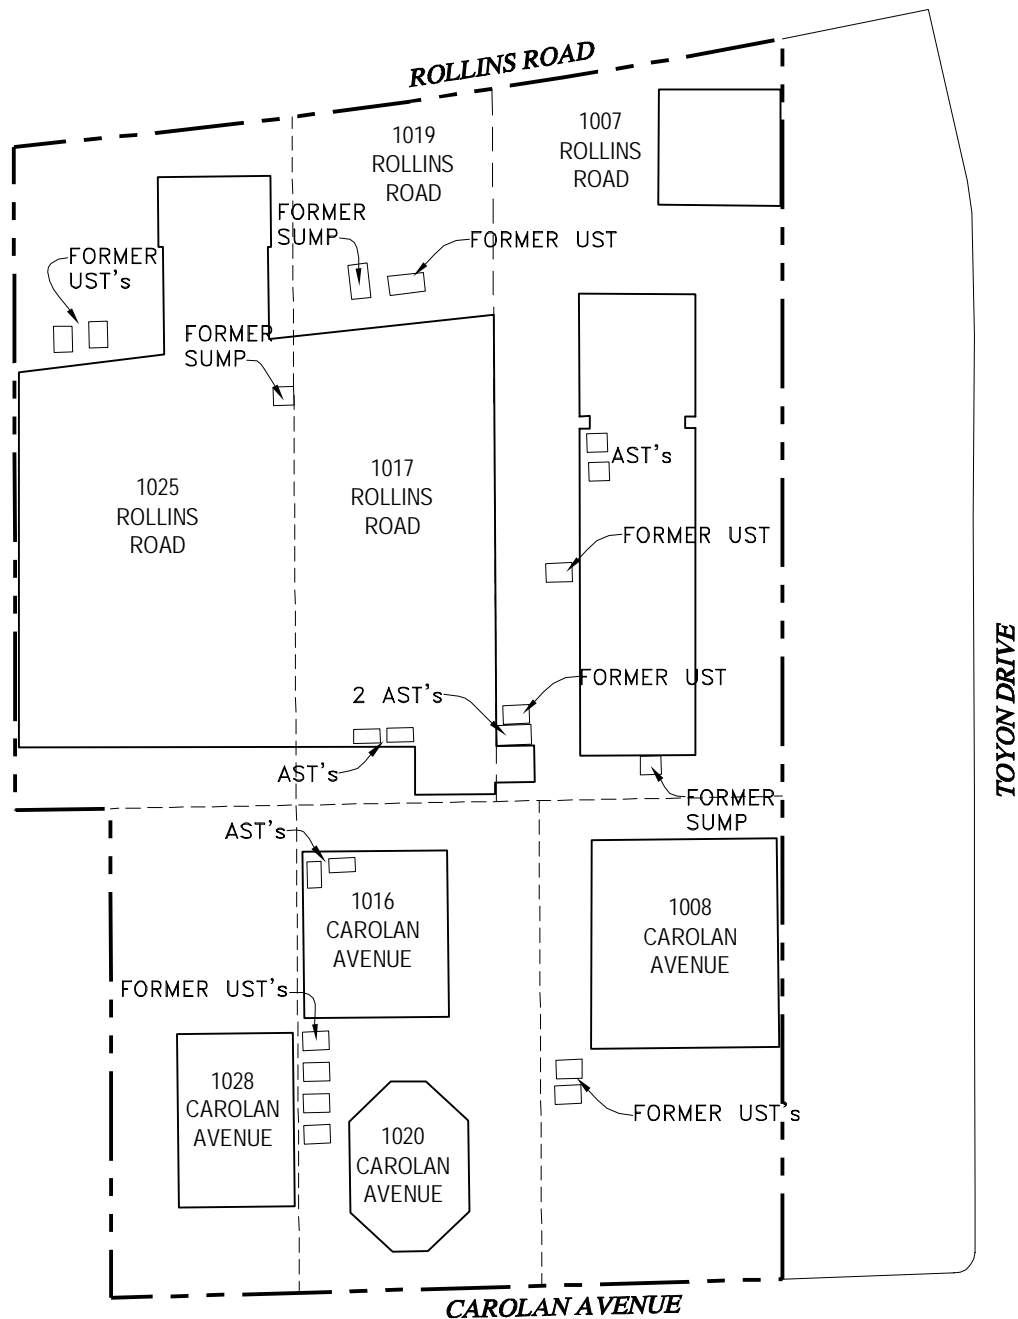 ROLLINS ROAD
1019
ROLLINS
ROAD
1007
ROLLINS
ROAD
FORMER
SUMP
FORMER UST
FORMER
UST's
FORMER
SUMP
1025
ROLLINS
ROAD
1017
ROLLINS
ROAD
AST's
FORMER UST
FORMER UST
2 AST's
AST's
FORMER
SUMP
TOYON DRIVE
AST's
1016
CAROLAN
AVENUE
1008
CAROLAN
AVENUE
FORMER UST's
1028
CAROLAN
AVENUE
1020
CAROLAN
AVENUE
FORMER UST's
CAROLAN AVENUE